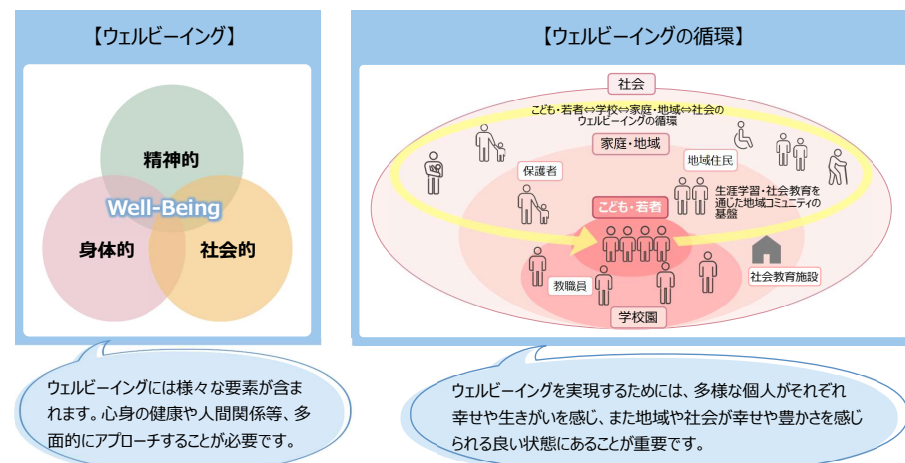 【ウェルビーイング】
精神的
Well-Being
身体的
社会的
ウェルビーイングには様々な要素が含ま
れます。心身の健康や人間関係等、多
面的にアプローチすることが必要です。
【ウェルビーイングの循環】
社会
こども・若者⇔学校⇔家庭・地域⇔社会の
ウェルビーイングの循環
家庭・地域
地域住民
保護者
生涯学習・社会教育を
通じた地域コミュニティの
基盤
こども・若者
教職員
社会教育施設
学校園
ウェルビーイングを実現するためには、多様な個人がそれぞれ
幸せや生きがいを感じ、また地域や社会が幸せや豊かさを感じ
られる良い状態にあることが重要です。